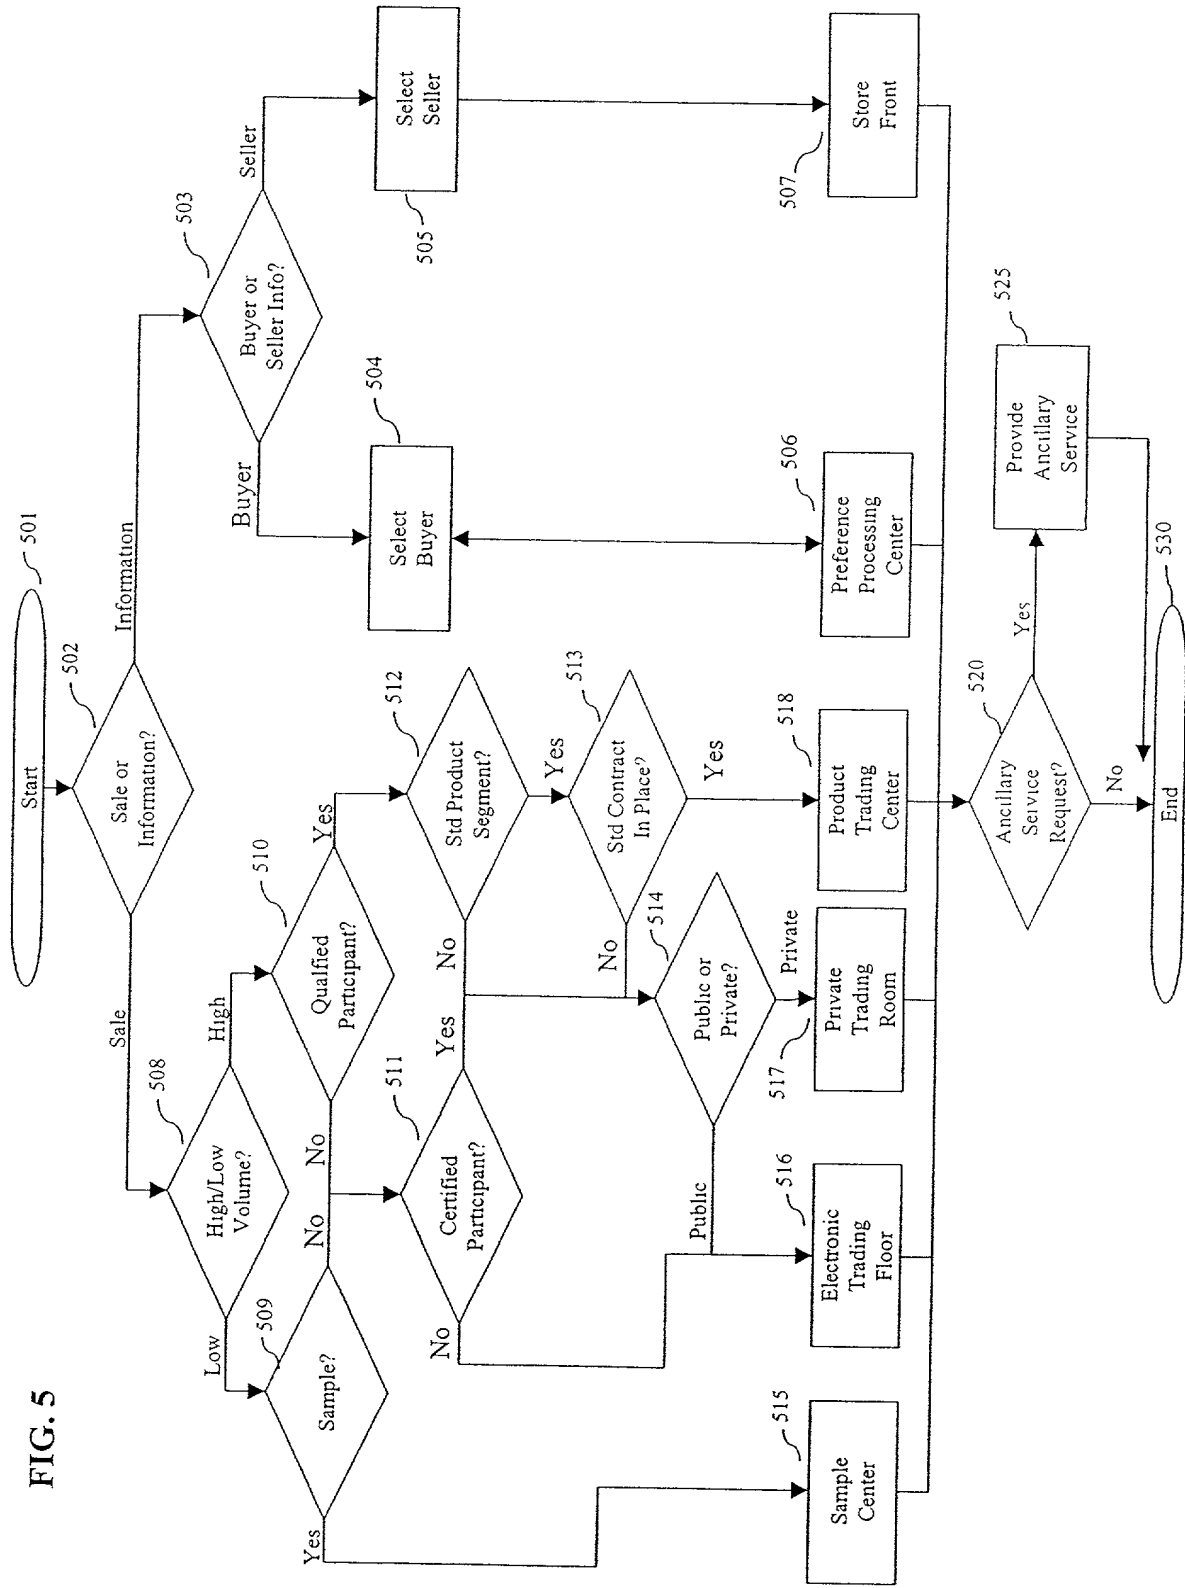 FIG. 5
Start
501
Sale or
Information?
502
Sale
Information
High/Low
Volume?
508
Low
High
Buyer or
Seller Info?
503
Buyer
Seller
Sample?
509
Yes
No
Qualfied
Participant?
510
No
Yes
Select
Buyer
504
Select
Seller
505
Certified
Participant?
511
No
Yes
Std Product
Segment?
512
No
Yes
Std Contract
In Place?
513
No
Yes
Public or
Private?
514
Public
Private
Sample
Center
515
Electronic
Trading
Floor
516
Private
Trading
Room
517
Product
Trading
Center
518
Preference
Processing
Center
506
Store
Front
507
Ancillary
Service
Request?
520
Yes
No
Provide
Ancillary
Service
525
End
530